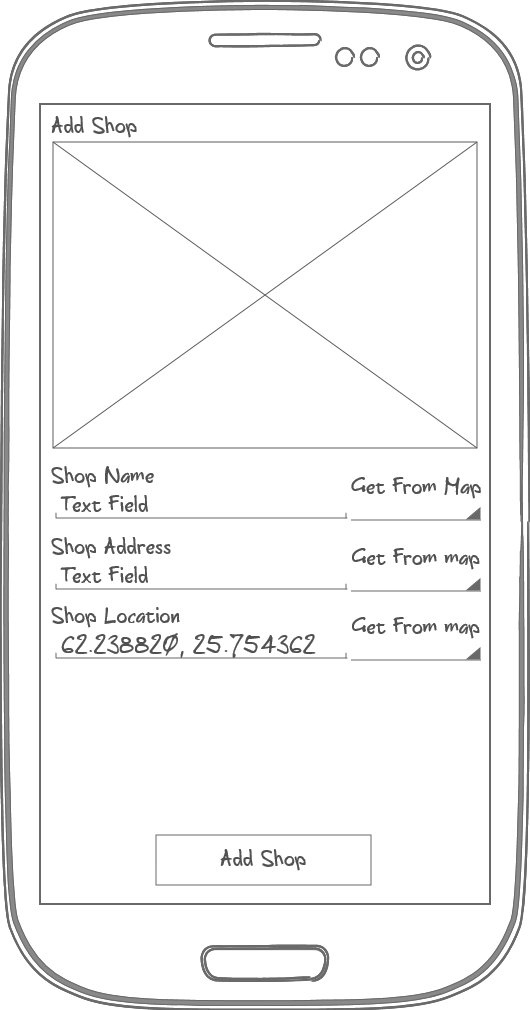 Add Shop
Shop Name
Get From Map
Text Field
Shop Address
Get From map
Text Field
Shop Location
Get From map
62.238820, 25.754362
Add Shop